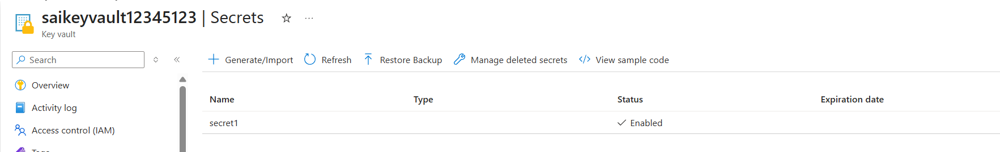 saikeyvault12345123 | Secrets
Key vault
Search
Generate/Import Refresh Restore Backup Manage deleted secrets View sample code
Overview
Activity log
Access control (IAM)
Tags
Name Type Status Expiration date
secret1 Enabled